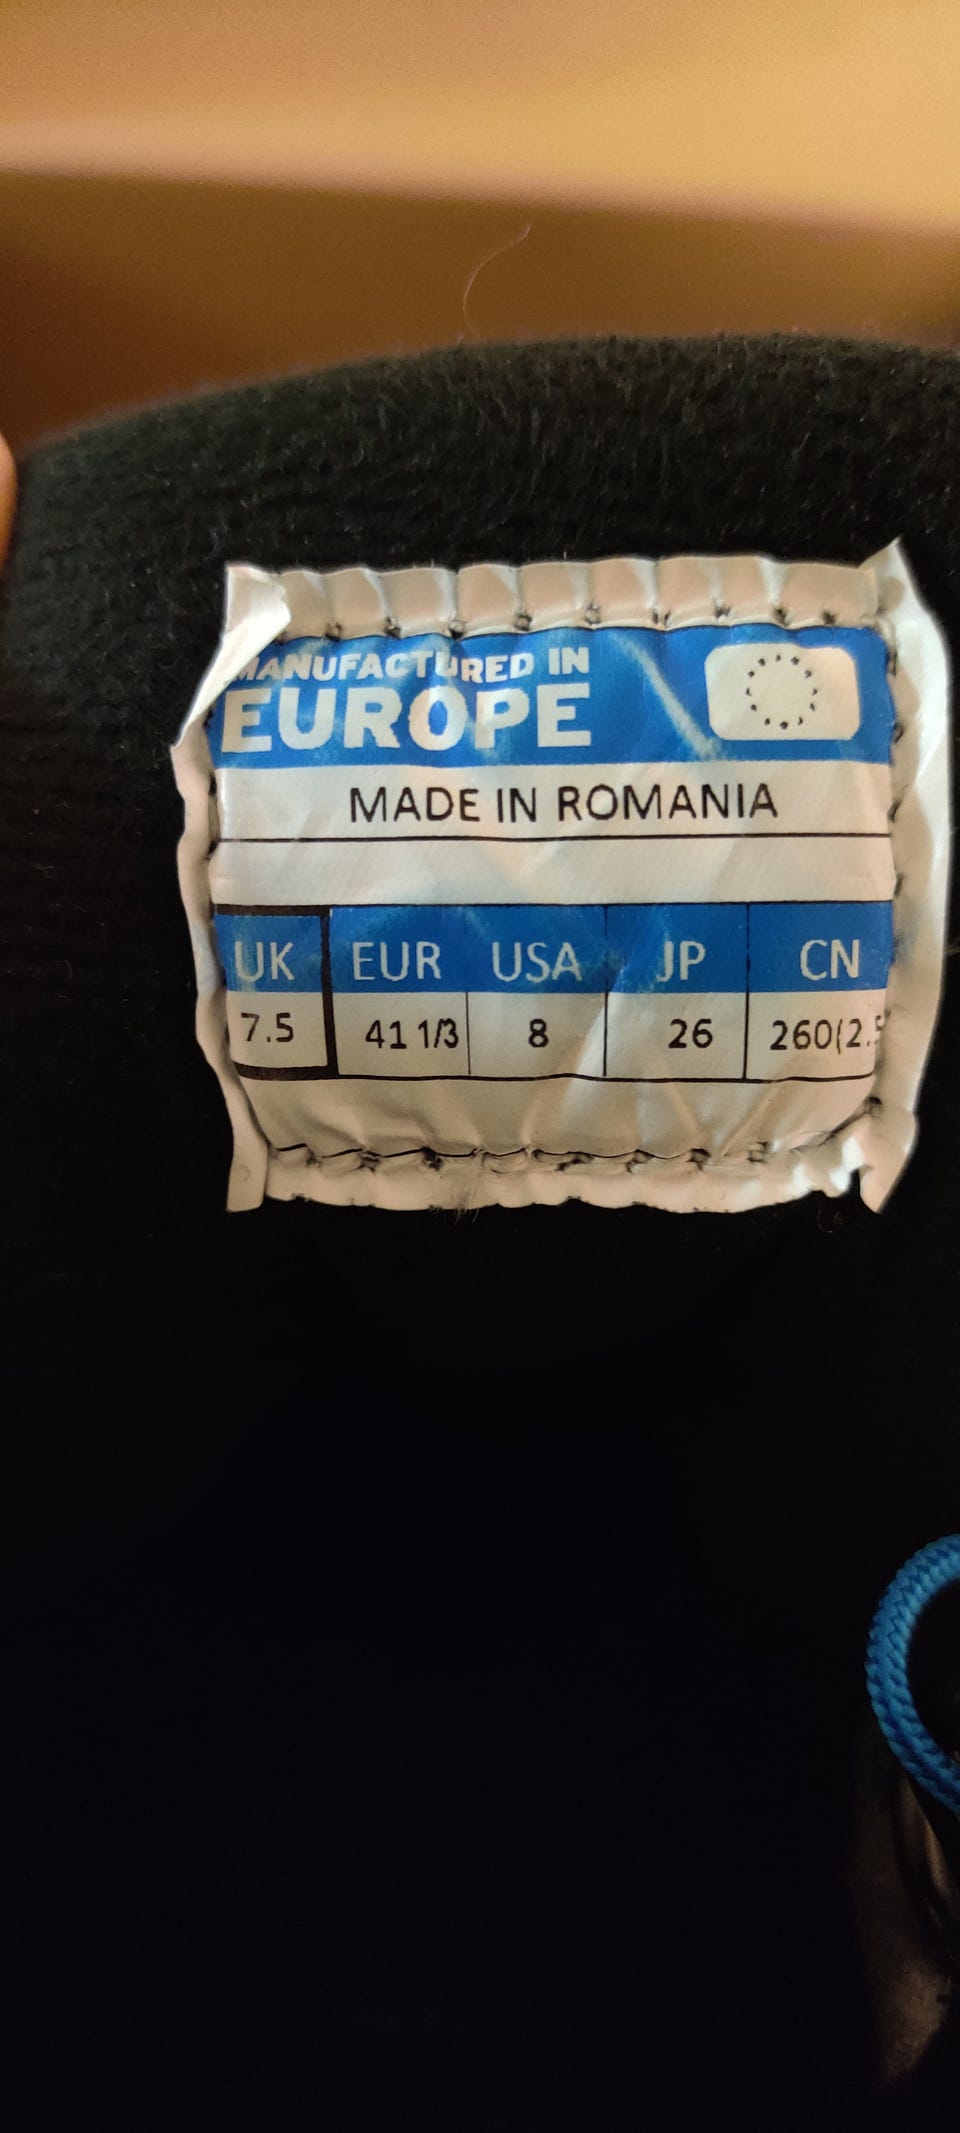 MANUFACTURED IN
EUROPE
MADE IN ROMANIA
UK EUR USA JP CN
7.5 41 1/3 8 26 260(2.5